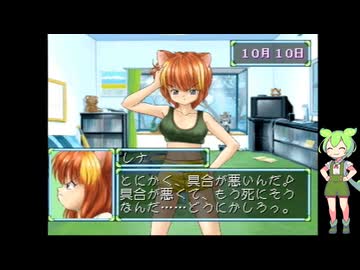 10月10日
レナ
とにかく、具合が悪いんだ♪
具合が悪くて、もう死にそう
なんだ……どうにかしろっ。